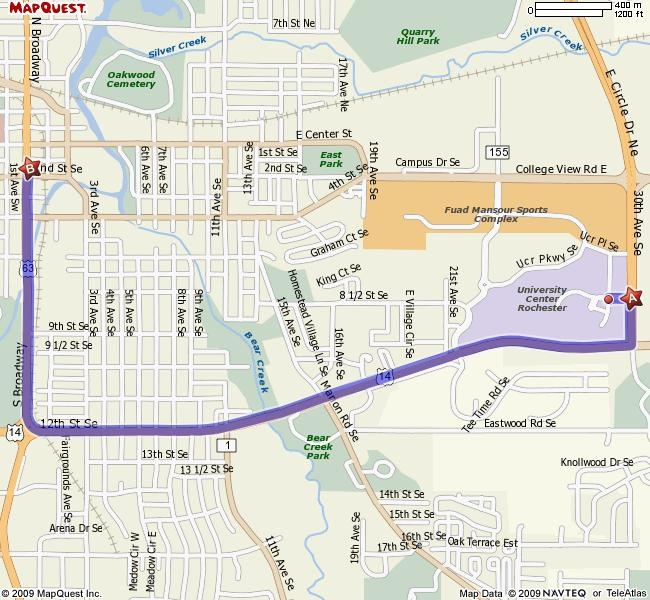 MAPQUEST.
400 m
0
1200 ft
N Broadway
7th St Ne
Quarry
Hill Park
Silver Creek
Silver Creek
Oakwood
Cemetery
17th Ave Ne
E Circle Dr Ne
E Center St
1st St Se
2nd St Se
East
Park
19th Ave Se
Campus Dr Se
155
College View Rd E
B
2nd St Se
1st Ave Sw
3rd Ave Se
6th Ave Se
7th Ave Se
11th Ave Se
13th Ave Se
4th St Se
Fuad Mansour Sports
Complex
30th Ave Se
Graham Ct Se
Ucr Pl Se
Ucr Pkwy Se
63
King Ct Se
8 1/2 St Se
21st Ave Se
University
Center
Rochester
A
3rd Ave Se
4th Ave Se
5th Ave Se
8th Ave Se
9th Ave Se
Homestead Village Ln Se
15th Ave Se
16th Ave Se
E Village Cir Se
9th St Se
9 1/2 St Se
S Broadway
Bear Creek
14
Tee Time Rd Se
Marion Rd Se
12th St Se
14
1
Eastwood Rd Se
Bear
Creek
Park
13th St Se
13 1/2 St Se
Knollwood Dr Se
Fairgrounds Ave Se
14th St Se
15th St Se
Arena Dr Se
Medow Cir W
Meadow Cir E
11th Ave Se
19th Ave Se
16th St Se
17th St Se
Oak Terrace Est
© 2009 MapQuest Inc.
Map Data © 2009 NAVTEQ or TeleAtlas